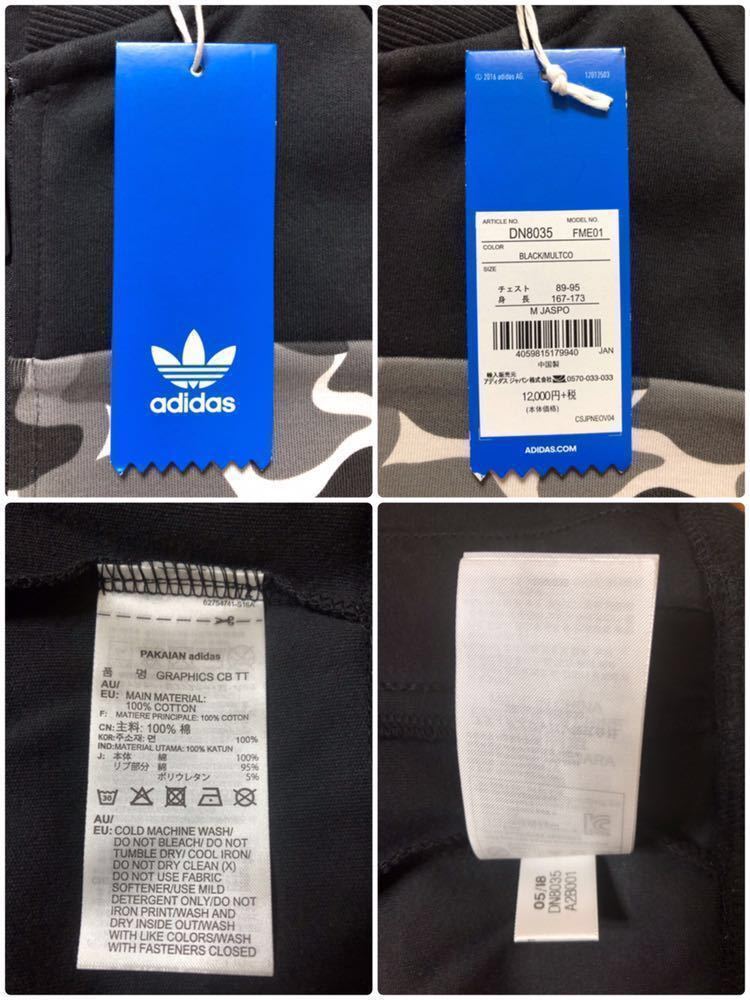 adidas
© 2016 adidas AG 12013503
ARTICLE NO. MODEL NO.
DN8035 FME01
COLOR
BLACK/MULTCO
SIZE
チェスト 89-95
身 長 167-173
M JASPO
4059815179940 JAN
中国製
輸入販売元
アディダス ジャパン株式会社 0570-033-033
12,000円+税
(本体価格)
CSJPNEOV04
ADIDAS.COM
62754741-S16A
PAKAIAN adidas
품 명 GRAPHICS CB TT
AU/
EU: MAIN MATERIAL:
100% COTTON
F: MATIERE PRINCIPALE: 100% COTON
CN: 主料: 100% 棉
KOR: 주소재: 면 100%
IND: MATERIAL UTAMA: 100% KATUN
J: 本体 綿 100%
リブ部分 綿 95%
ポリウレタン 5%
30
AU/
EU: COLD MACHINE WASH/
DO NOT BLEACH/ DO NOT
TUMBLE DRY/ COOL IRON/
DO NOT DRY CLEAN (X)
DO NOT USE FABRIC
SOFTENER/USE MILD
DETERGENT ONLY/DO NOT
IRON PRINT/WASH AND
DRY INSIDE OUT/WASH
WITH LIKE COLORS/WASH
WITH FASTENERS CLOSED
05/18
DN8035
A2B001